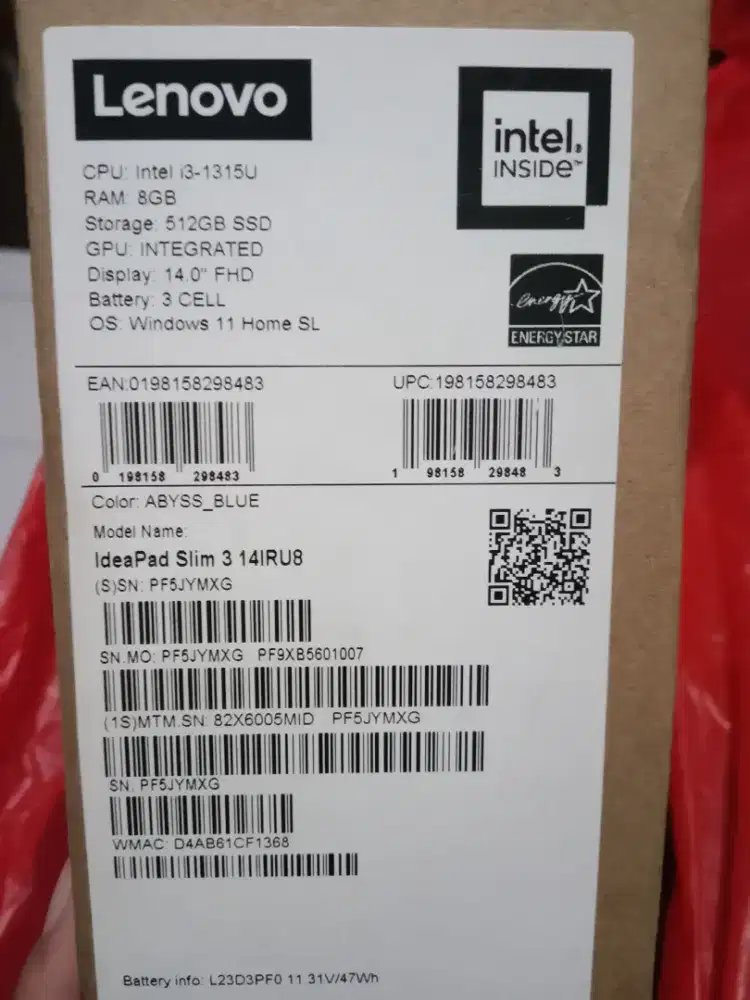 Lenovo
intel.
INSIDE™
CPU: Intel i3-1315U
RAM: 8GB
Storage: 512GB SSD
GPU: INTEGRATED
Display: 14.0" FHD
Battery: 3 CELL
OS: Windows 11 Home SL
energy
ENERGY STAR
EAN:0198158298483
UPC:198158298483
0 198158 298483
1 98158 29848 3
Color: ABYSS_BLUE
Model Name:
IdeaPad Slim 3 14IRU8
(S)SN: PF5JYMXG
SN.MO: PF5JYMXG PF9XB5601007
(1S)MTM.SN: 82X6005MID PF5JYMXG
SN: PF5JYMXG
WMAC: D4AB61CF1368
Battery info: L23D3PF0 11.31V/47Wh